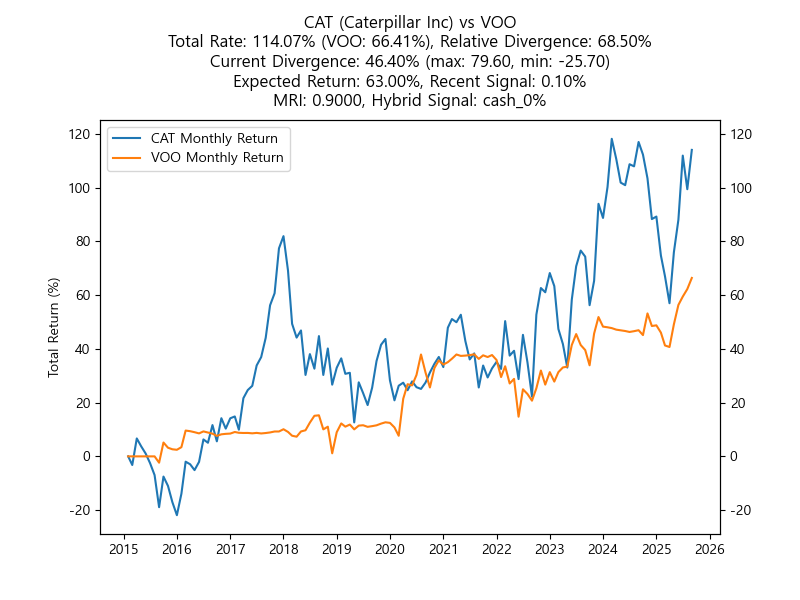 CAT (Caterpillar Inc) vs VOO
Total Rate: 114.07% (VOO: 66.41%), Relative Divergence: 68.50%
Current Divergence: 46.40% (max: 79.60, min: -25.70)
Expected Return: 63.00%, Recent Signal: 0.10%
MRI: 0.9000, Hybrid Signal: cash_0%
CAT Monthly Return
VOO Monthly Return
Total Return (%)
120
100
80
60
40
20
0
-20
120
100
80
60
40
20
0
-20
2015 2016 2017 2018 2019 2020 2021 2022 2023 2024 2025 2026